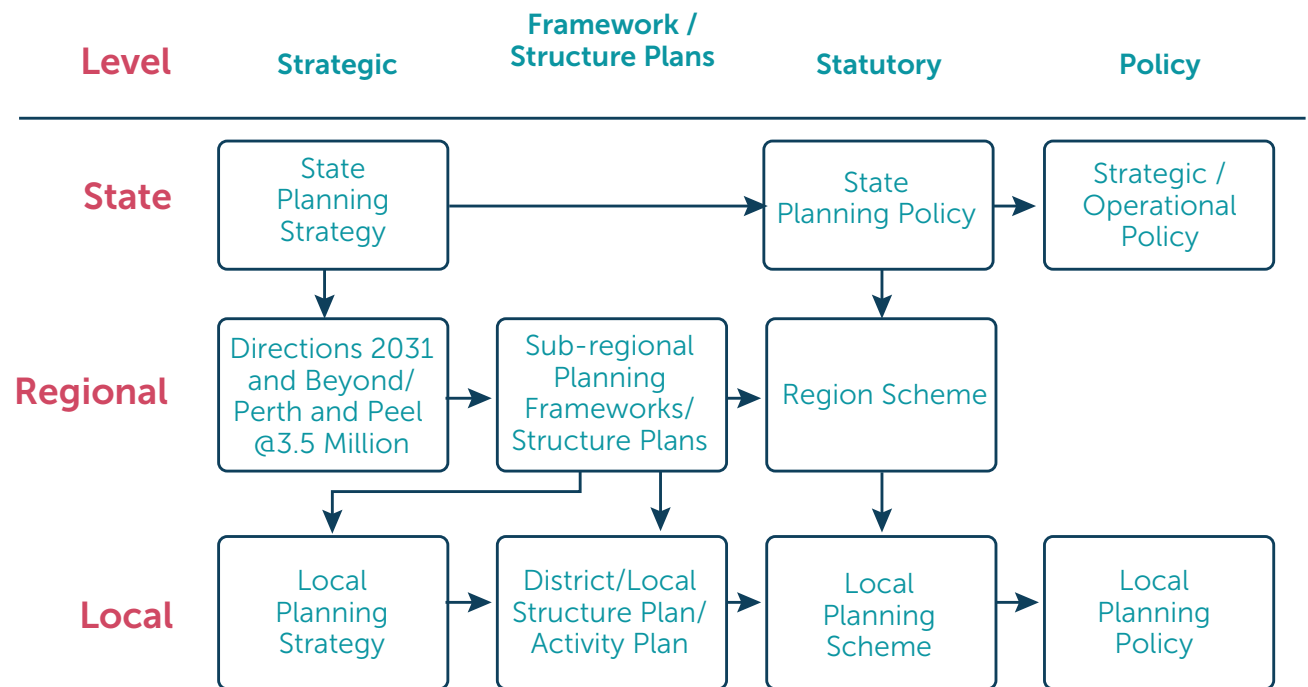 Level
Strategic
Framework /
Structure Plans
Statutory
Policy
State
State
Planning
Strategy
State
Planning Policy
Strategic /
Operational
Policy
Regional
Directions 2031
and Beyond/
Perth and Peel
@3.5 Million
Sub-regional
Planning
Frameworks/
Structure Plans
Region Scheme
Local
Local
Planning
Strategy
District/Local
Structure Plan/
Activity Plan
Local
Planning
Scheme
Local
Planning
Policy